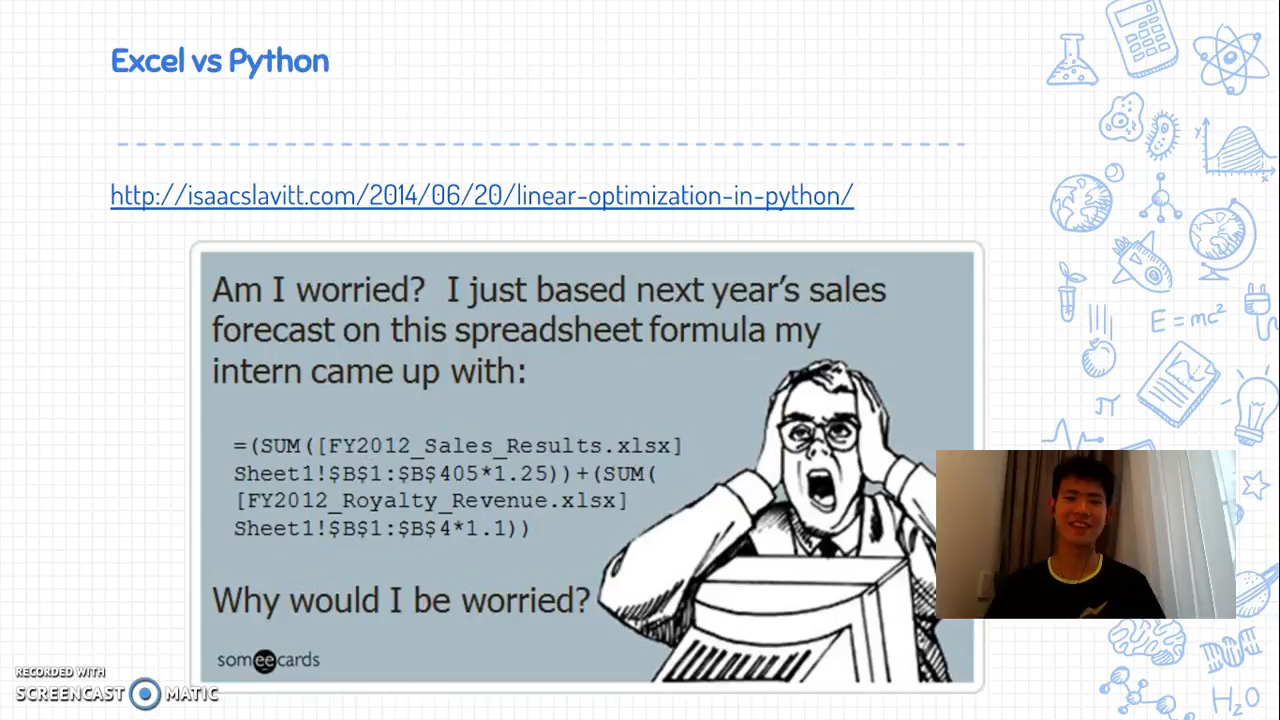 Excel vs Python
http://isaacslavitt.com/2014/06/20/linear-optimization-in-python/
Am I worried? I just based next year's sales
forecast on this spreadsheet formula my
intern came up with:
=(SUM([FY2012_Sales_Results.xlsx]
Sheet1!$B$1:$B$405*1.25))+(SUM(
[FY2012_Royalty_Revenue.xlsx]
Sheet1!$B$1:$B$4*1.1))
Why would I be worried?
somee cards
y
x
E=mc²
π
H₂O
RECORDED WITH
SCREENCAST MATIC